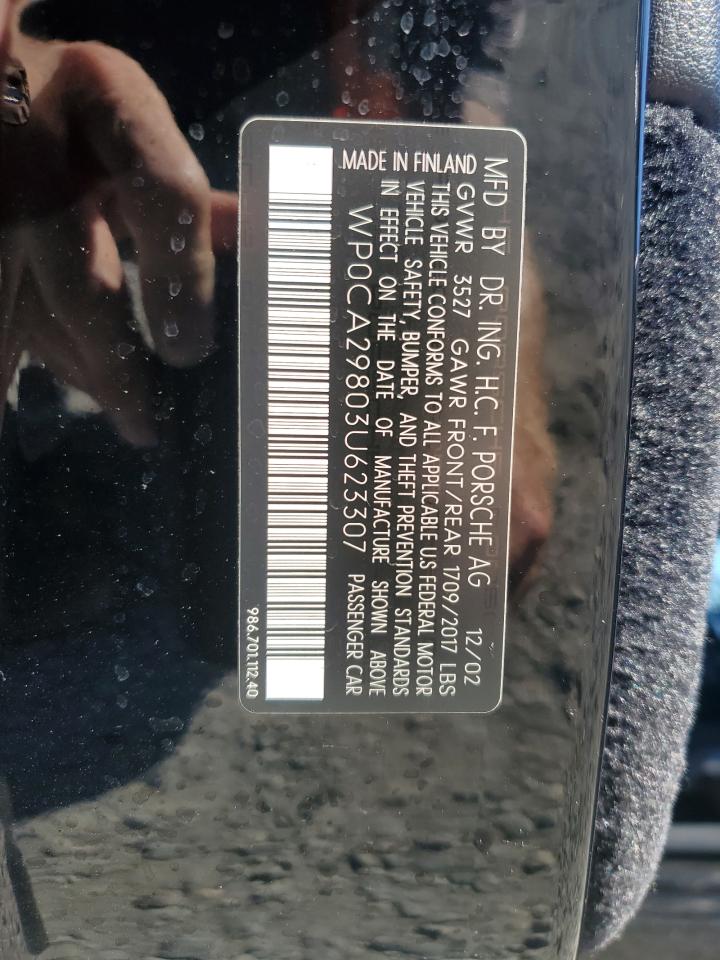 MFD BY DR. ING. H.C. F. PORSCHE AG 12/02
GVWR 3527 GAWR FRONT/REAR 1709/2017 LBS
MADE IN FINLAND
THIS VEHICLE CONFORMS TO ALL APPLICABLE US FEDERAL MOTOR
VEHICLE SAFETY, BUMPER, AND THEFT PREVENTION STANDARDS
IN EFFECT ON THE DATE OF MANUFACTURE SHOWN ABOVE
WP0CA29803U623307 PASSENGER CAR
986.701.112.4Q